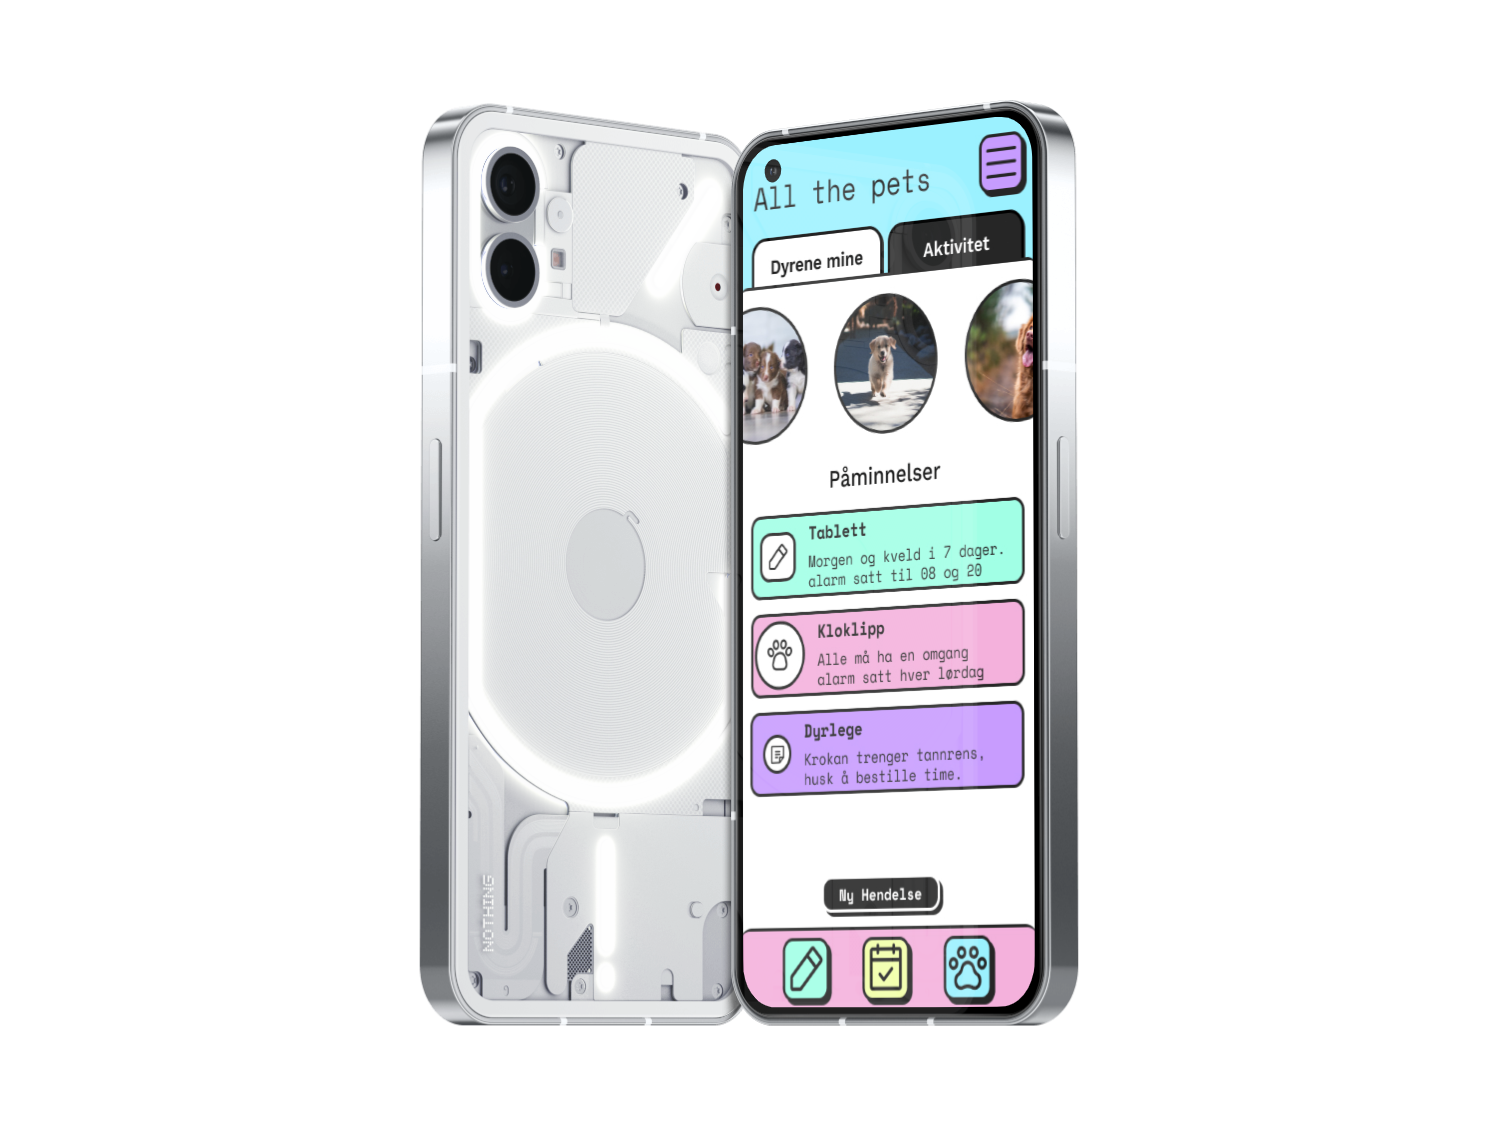 All the pets
Dyrene mine
Aktivitet
Påminnelser
Tablett
Morgen og kveld i 7 dager.
alarm satt til 08 og 20
Kloklipp
Alle må ha en omgang
alarm satt hver lørdag
Dyrlege
Krokan trenger tannrens,
husk å bestille time.
Ny Hendelse
NOTHING